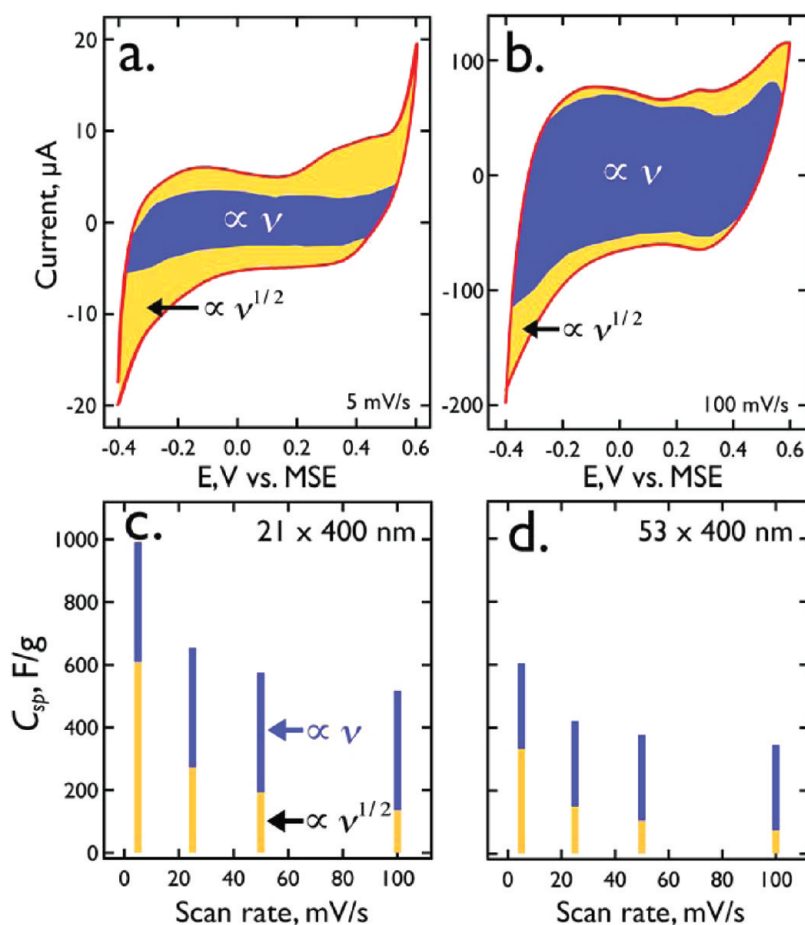 a.
20
10
0
-10
-20
Current, µA
∝ ν
∝ ν1/2
5 mV/s
-0.4 -0.2 0.0 0.2 0.4 0.6
E, V vs. MSE
b.
100
0
-100
-200
∝ ν
∝ ν1/2
100 mV/s
-0.4 -0.2 0.0 0.2 0.4 0.6
E, V vs. MSE
c.
21 x 400 nm
1000
800
600
400
200
0
Csp, F/g
∝ ν
∝ ν1/2
0 20 40 60 80 100
Scan rate, mV/s
d.
53 x 400 nm
0 20 40 60 80 100
Scan rate, mV/s